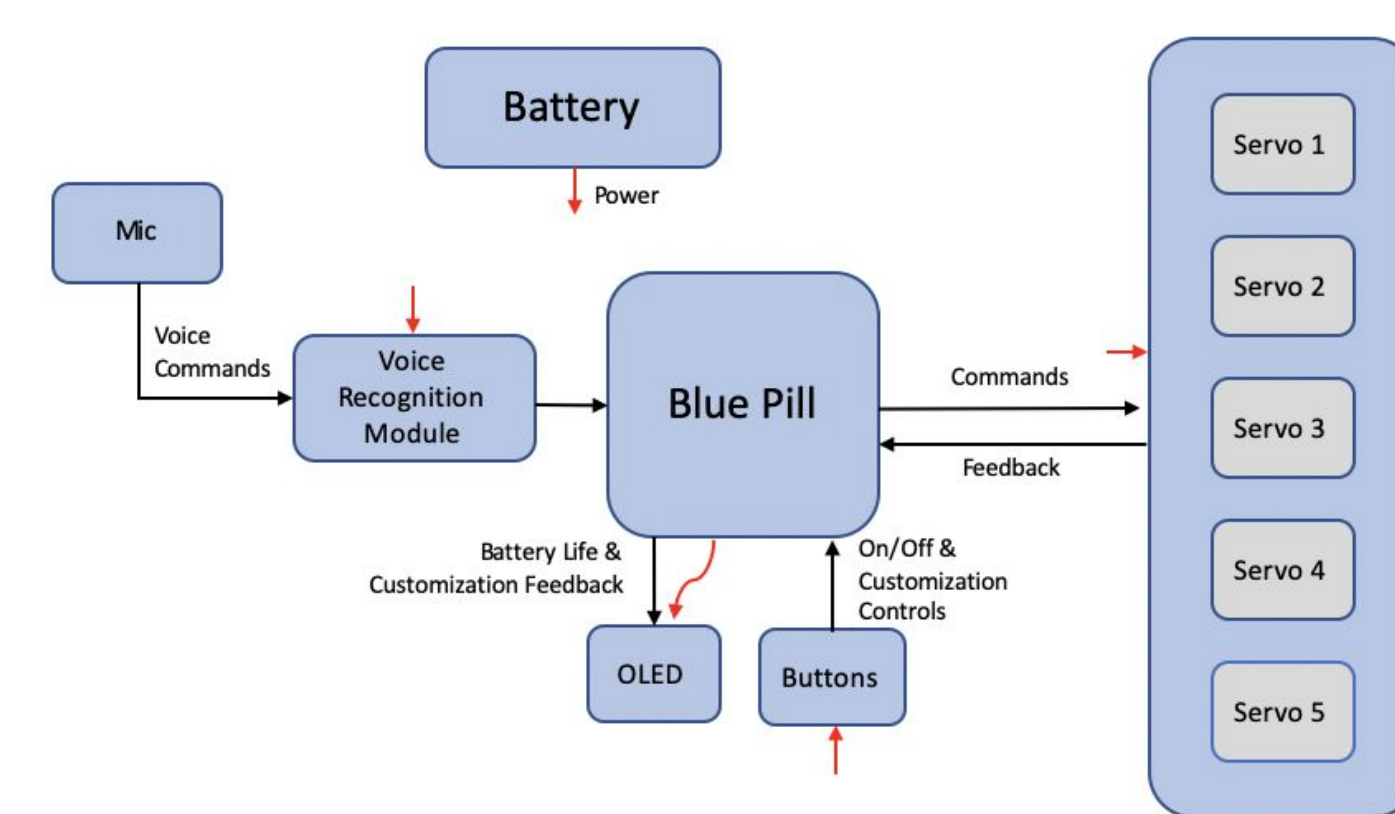 Battery
Power
Mic
Voice
Commands
Voice
Recognition
Module
Blue Pill
Commands
Feedback
Battery Life &
Customization Feedback
On/Off &
Customization
Controls
OLED
Buttons
Servo 1
Servo 2
Servo 3
Servo 4
Servo 5